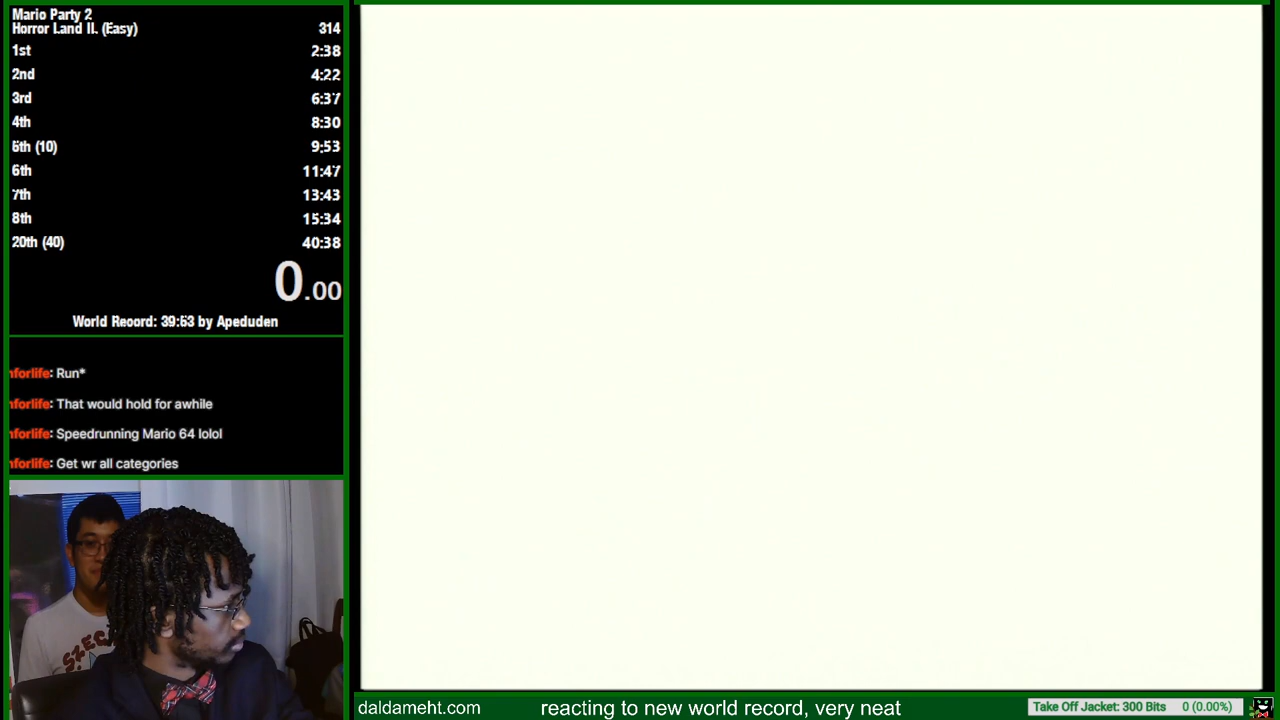 Mario Party 2
Horror Land IL (Easy) 314
1st 2:38
2nd 4:22
3rd 6:37
4th 8:30
5th (10) 9:53
6th 11:47
7th 13:43
8th 15:34
20th (40) 40:38
0.00
World Record: 39:53 by Apeduden
nforlife: Run*
nforlife: That would hold for awhile
nforlife: Speedrunning Mario 64 lolol
nforlife: Get wr all categories
daldameht.com
reacting to new world record, very neat
Take Off Jacket: 300 Bits 0 (0.00%)